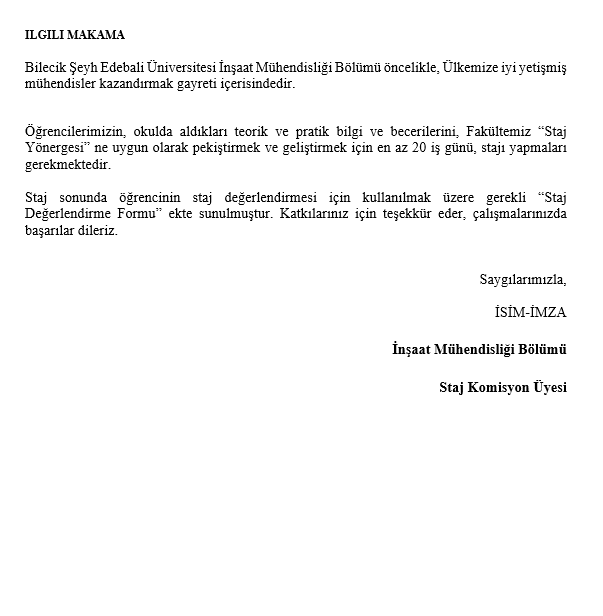 ILGILI MAKAMA
Bilecik Şeyh Edebali Üniversitesi İnşaat Mühendisliği Bölümü öncelikle, Ülkemize iyi yetişmiş
mühendisler kazandırmak gayreti içerisindedir.
Öğrencilerimizin, okulda aldıkları teorik ve pratik bilgi ve becerilerini, Fakültemiz “Staj
Yönergesi” ne uygun olarak pekiştirmek ve geliştirmek için en az 20 iş günü, stajı yapmaları
gerekmektedir.
Staj sonunda öğrencinin staj değerlendirmesi için kullanılmak üzere gerekli “Staj
Değerlendirme Formu” ekte sunulmuştur. Katkılarınız için teşekkür eder, çalışmalarınızda
başarılar dileriz.
Saygılarımızla,
İSİM-İMZA
İnşaat Mühendisliği Bölümü
Staj Komisyon Üyesi